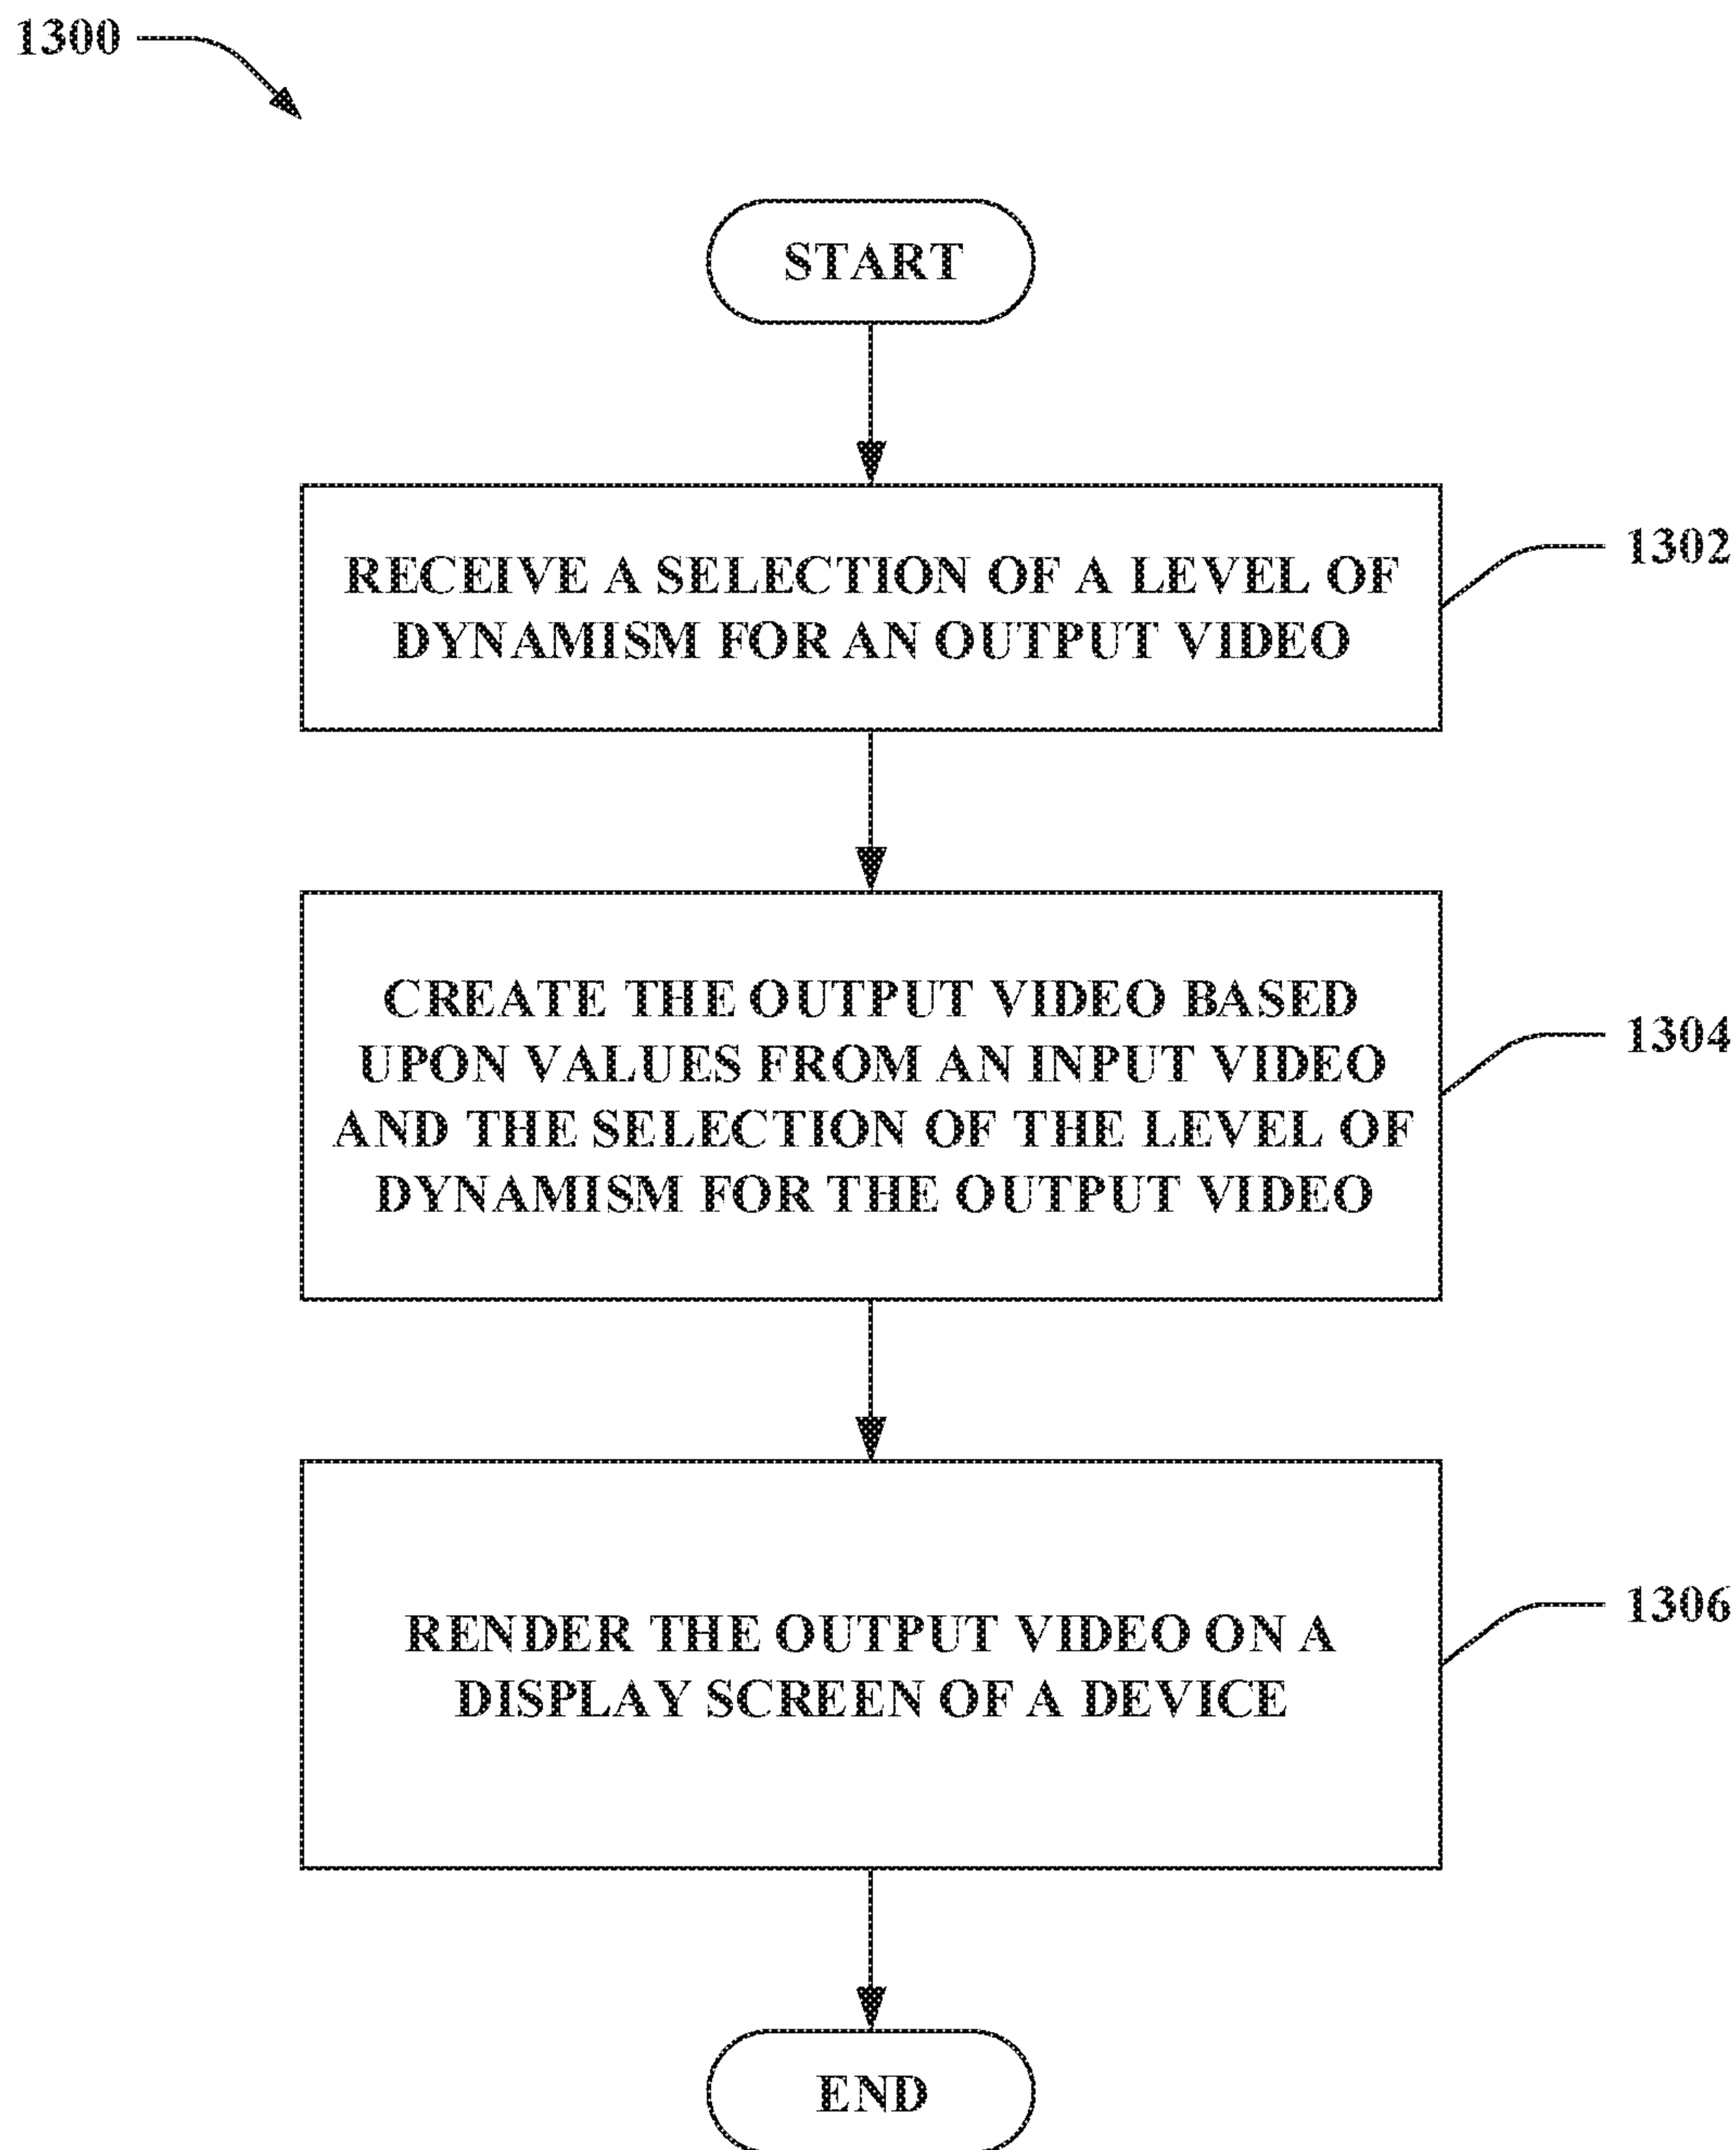 1300
START
RECEIVE A SELECTION OF A LEVEL OF
DYNAMISM FOR AN OUTPUT VIDEO
1302
CREATE THE OUTPUT VIDEO BASED
UPON VALUES FROM AN INPUT VIDEO
AND THE SELECTION OF THE LEVEL OF
DYNAMISM FOR THE OUTPUT VIDEO
1304
RENDER THE OUTPUT VIDEO ON A
DISPLAY SCREEN OF A DEVICE
1306
END